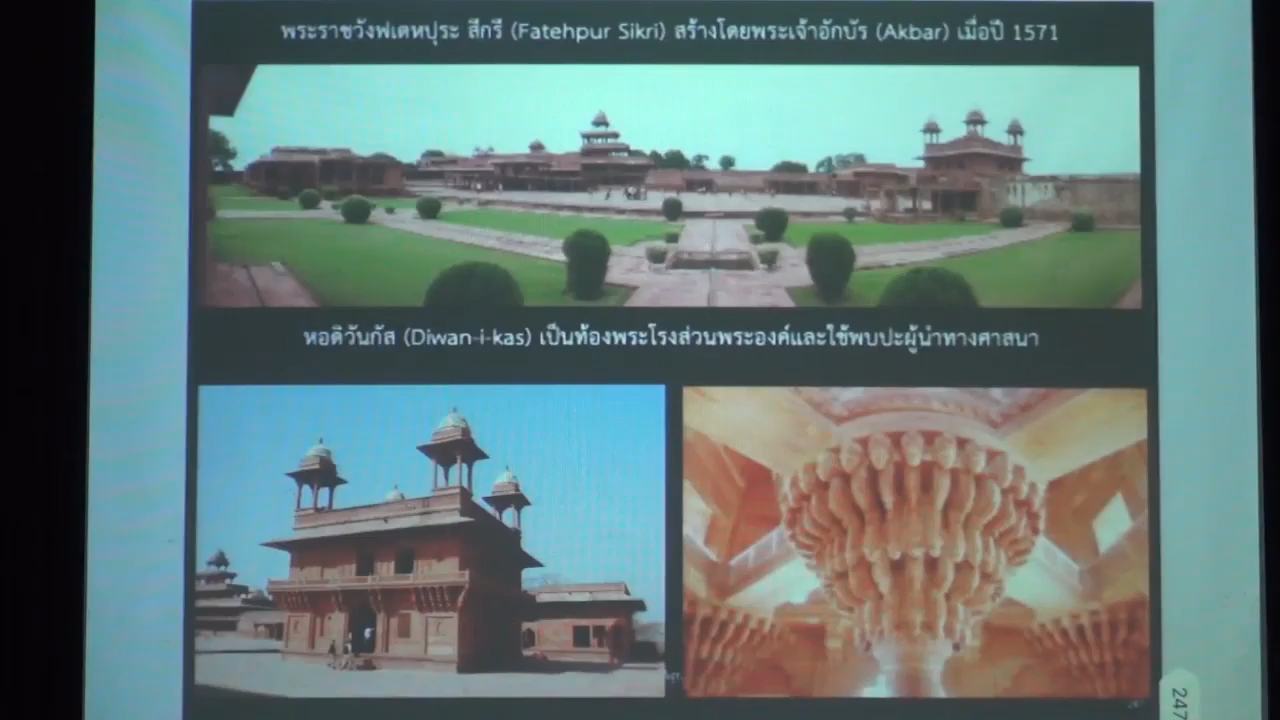 พระราชวังฟเตหปุระ สีกรี (Fatehpur Sikri) สร้างโดยพระเจ้าอักบัร (Akbar) เมื่อปี 1571
หอดิวันกัส (Diwan-i-kas) เป็นท้องพระโรงส่วนพระองค์และใช้พบปะผู้นำทางศาสนา
247